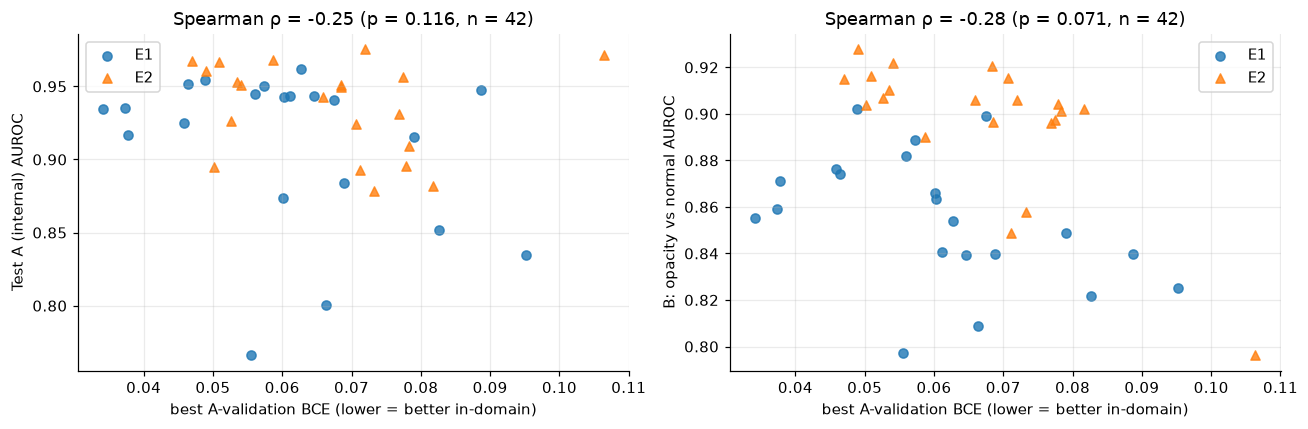 Spearman ρ = -0.25 (p = 0.116, n = 42)
E1
E2
Test A (internal) AUROC
0.95
0.90
0.85
0.80
0.04 0.05 0.06 0.07 0.08 0.09 0.10 0.11
best A-validation BCE (lower = better in-domain)
Spearman ρ = -0.28 (p = 0.071, n = 42)
E1
E2
B: opacity vs normal AUROC
0.92
0.90
0.88
0.86
0.84
0.82
0.80
0.04 0.05 0.06 0.07 0.08 0.09 0.10 0.11
best A-validation BCE (lower = better in-domain)